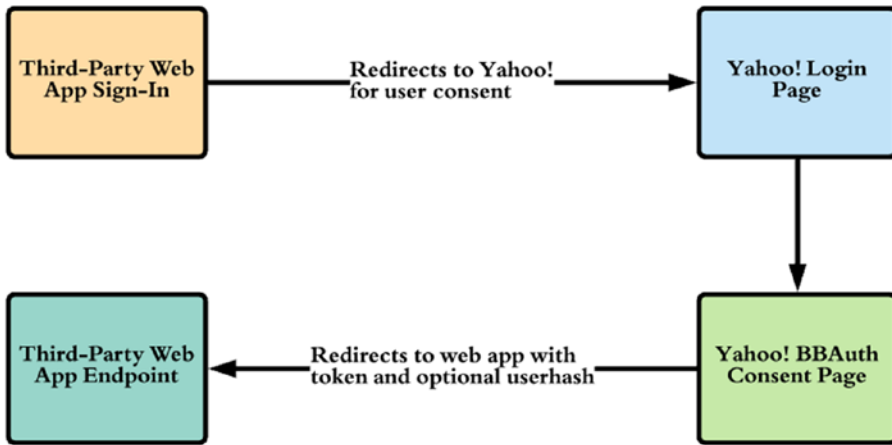 Third-Party Web
App Sign-In
Redirects to Yahoo!
for user consent
Yahoo! Login
Page
Third-Party Web
App Endpoint
Redirects to web app with
token and optional userhash
Yahoo! BBAuth
Consent Page